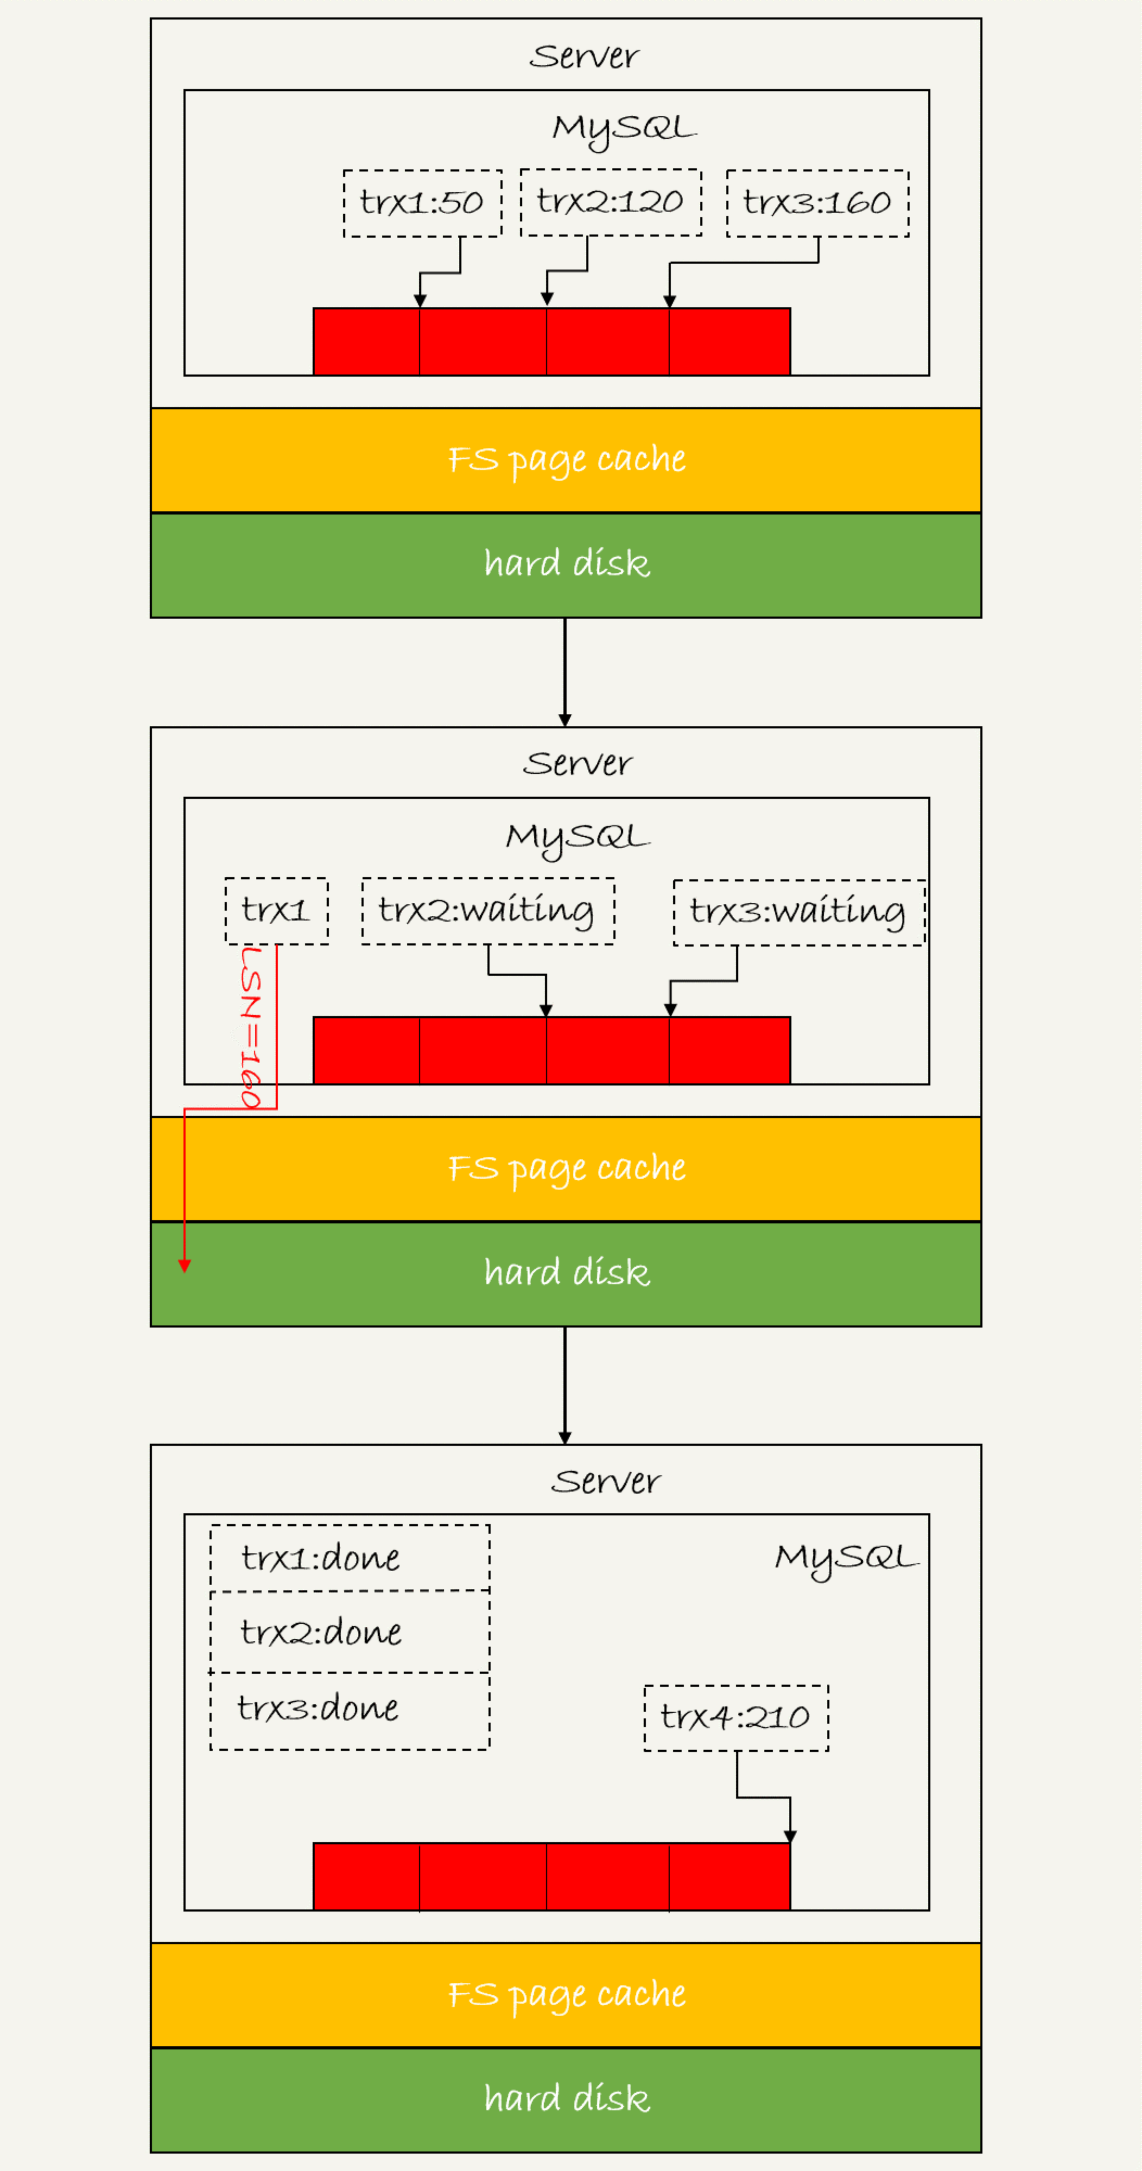 Server
MySQL
trx1:50
trx2:120
trx3:160
FS page cache
hard disk
Server
MySQL
trx1
trx2:waiting
trx3:waiting
LSN=160
FS page cache
hard disk
Server
MySQL
trx1:done
trx2:done
trx3:done
trx4:210
FS page cache
hard disk